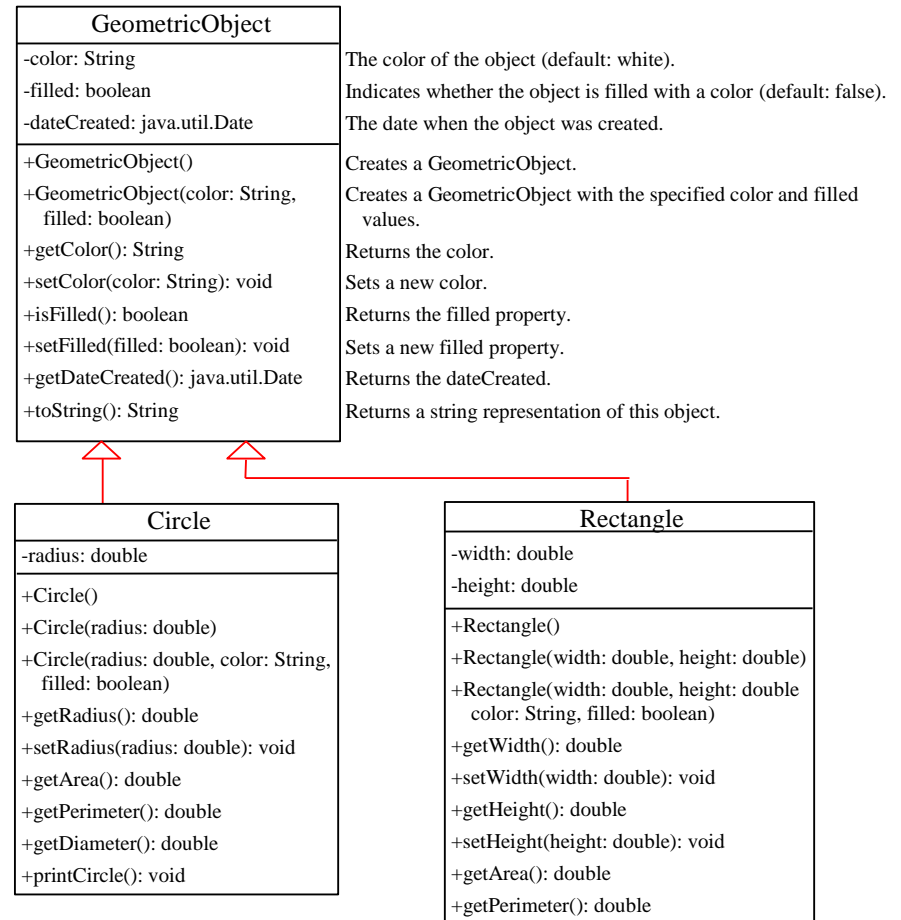 GeometricObject
-color: String
The color of the object (default: white).
-filled: boolean
Indicates whether the object is filled with a color (default: false).
-dateCreated: java.util.Date
The date when the object was created.
+GeometricObject()
Creates a GeometricObject.
+GeometricObject(color: String,
filled: boolean)
Creates a GeometricObject with the specified color and filled
values.
+getColor(): String
Returns the color.
+setColor(color: String): void
Sets a new color.
+isFilled(): boolean
Returns the filled property.
+setFilled(filled: boolean): void
Sets a new filled property.
+getDateCreated(): java.util.Date
Returns the dateCreated.
+toString(): String
Returns a string representation of this object.
Circle
-radius: double
+Circle()
+Circle(radius: double)
+Circle(radius: double, color: String,
filled: boolean)
+getRadius(): double
+setRadius(radius: double): void
+getArea(): double
+getPerimeter(): double
+getDiameter(): double
+printCircle(): void
Rectangle
-width: double
-height: double
+Rectangle()
+Rectangle(width: double, height: double)
+Rectangle(width: double, height: double
color: String, filled: boolean)
+getWidth(): double
+setWidth(width: double): void
+getHeight(): double
+setHeight(height: double): void
+getArea(): double
+getPerimeter(): double